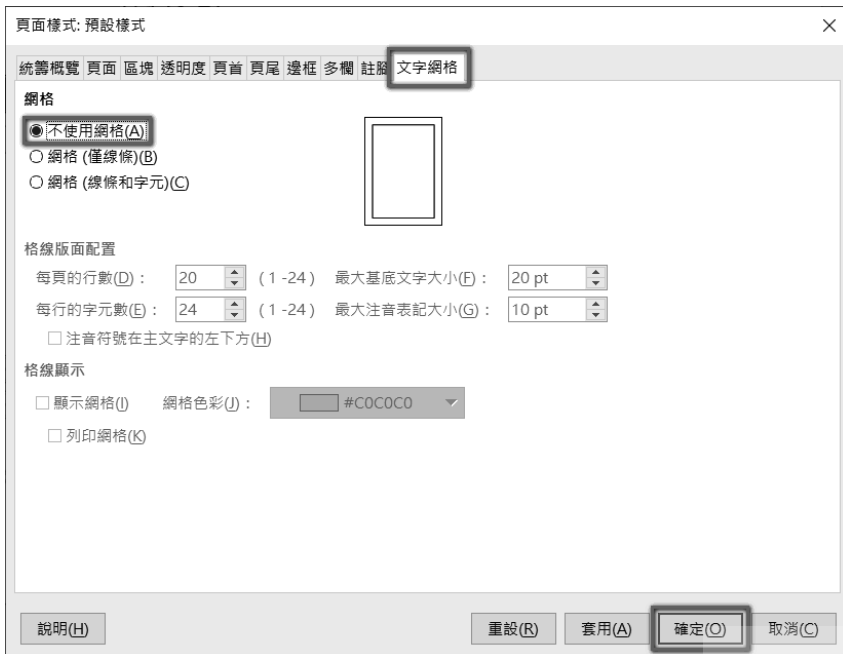 頁面樣式: 預設樣式
統籌概覽 頁面 區塊 透明度 頁首 頁尾 邊框 多欄 註腳 文字網格
網格
不使用網格(A)
網格 (僅線條)(B)
網格 (線條和字元)(C)
格線版面配置
每頁的行數(D)： 20 ( 1 -24 ) 最大基底文字大小(F)： 20 pt
每行的字元數(E)： 24 ( 1 -24 ) 最大注音表記大小(G)： 10 pt
注音符號在主文字的左下方(H)
格線顯示
顯示網格(I) 網格色彩(J)： #C0C0C0
列印網格(K)
說明(H) 重設(R) 套用(A) 確定(O) 取消(C)